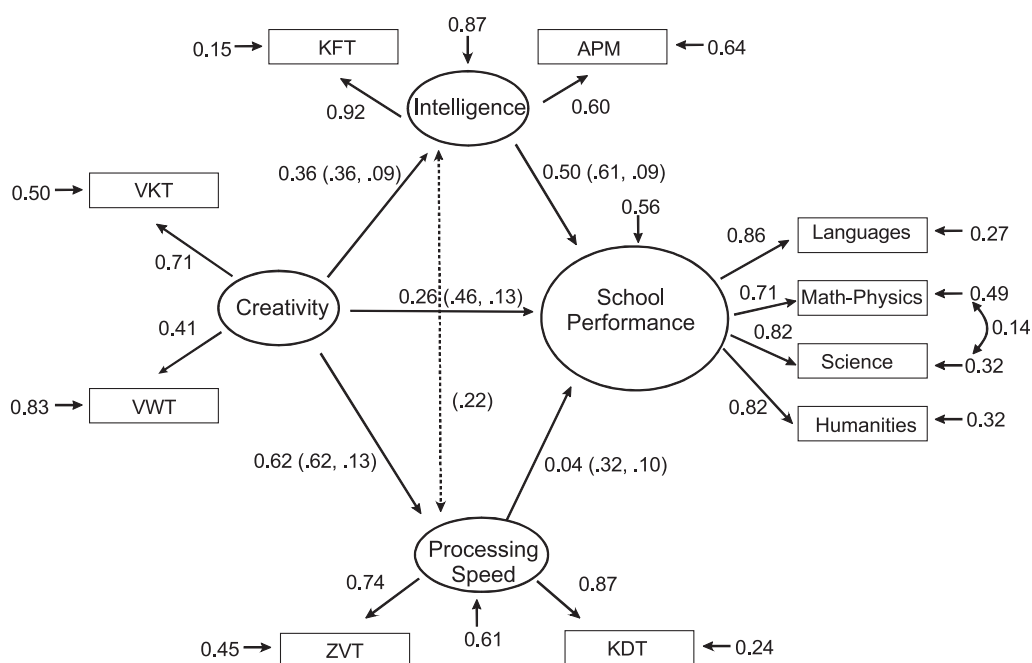 0.87
0.15 KFT APM 0.64
Intelligence
0.92 0.60
0.36 (.36, .09) 0.50 (.61, .09)
0.50 VKT
0.56
0.71
Languages 0.27
0.86
Creativity 0.26 (.46, .13) School
Performance
0.71 Math-Physics 0.49
0.14
0.41 0.82
Science 0.32
0.83 VWT
(.22)
0.82 Humanities 0.32
0.62 (.62, .13) 0.04 (.32, .10)
Processing
Speed
0.74 0.87
0.45 ZVT 0.61 KDT 0.24